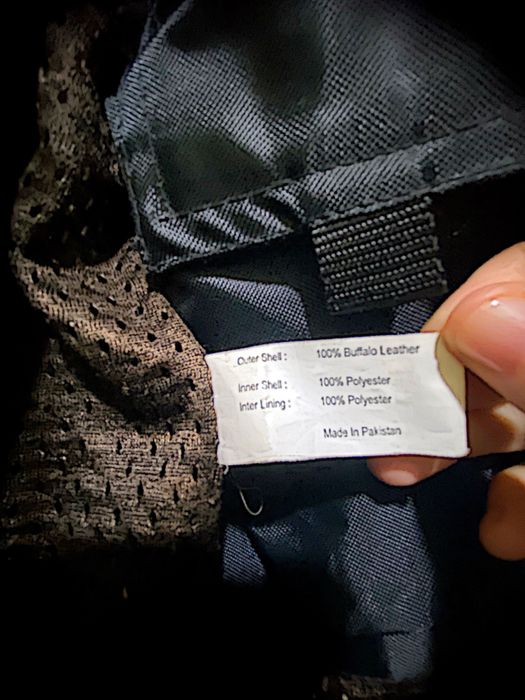 Outer Shell : 100% Buffalo Leather
Inner Shell : 100% Polyester
Inter Lining : 100% Polyester
Made In Pakistan